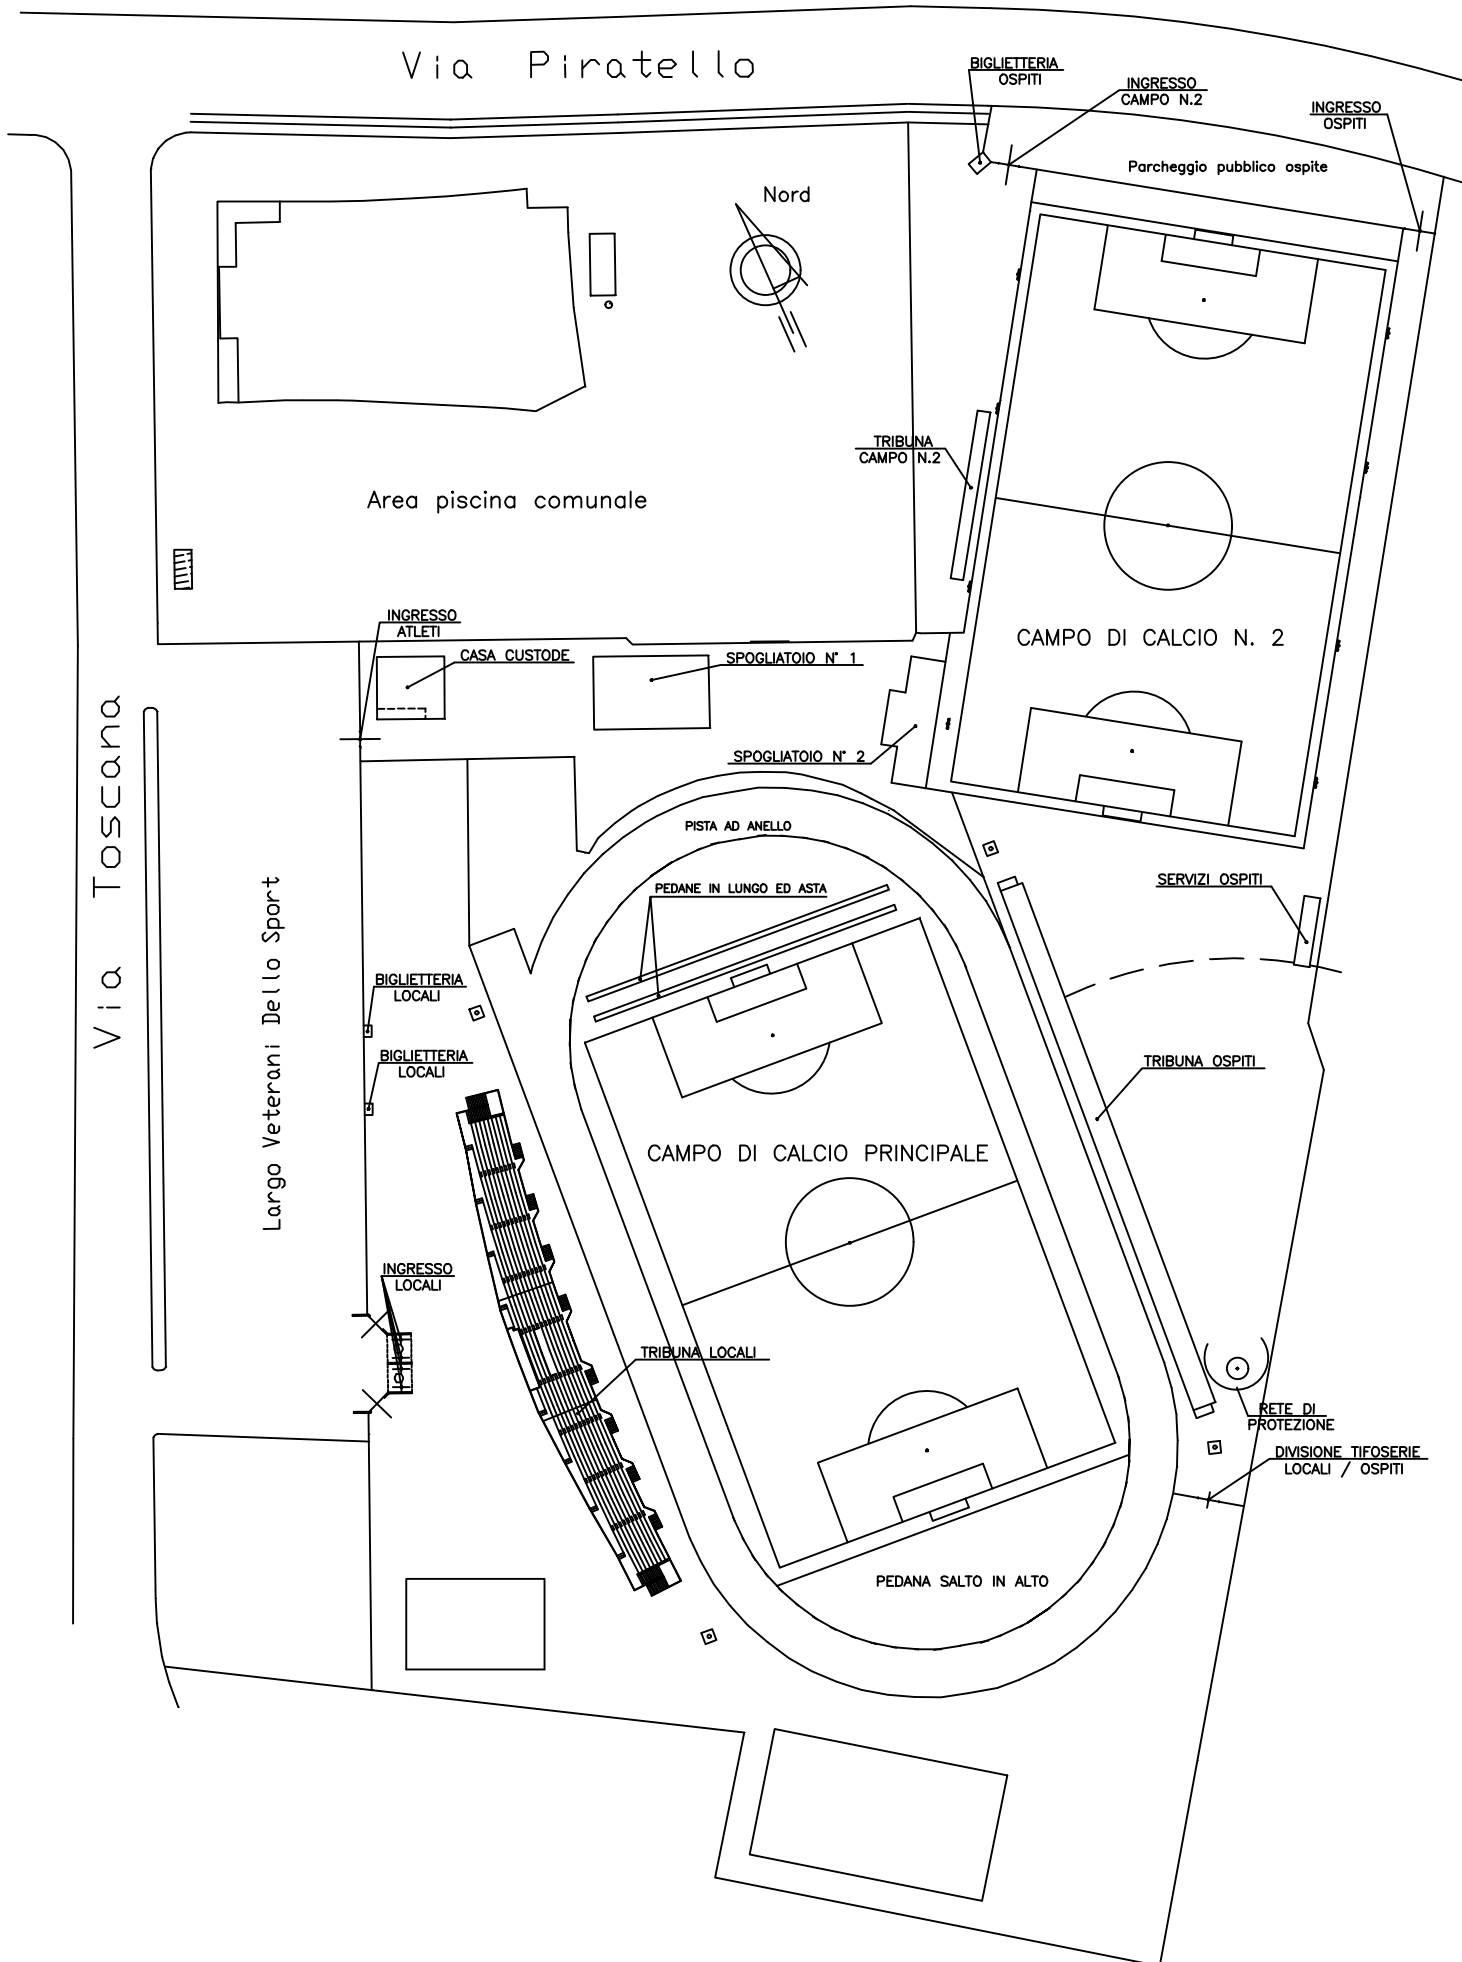 Via Piratello
BIGLIETTERIA
OSPITI
INGRESSO
CAMPO N.2
INGRESSO
OSPITI
Parcheggio pubblico ospite
Nord
TRIBUNA
CAMPO N.2
Area piscina comunale
INGRESSO
ATLETI
CASA CUSTODE
SPOGLIATOIO N° 1
CAMPO DI CALCIO N. 2
SPOGLIATOIO N° 2
Via Toscana
PISTA AD ANELLO
PEDANE IN LUNGO ED ASTA
SERVIZI OSPITI
Largo Veterani Dello Sport
BIGLIETTERIA
LOCALI
BIGLIETTERIA
LOCALI
TRIBUNA OSPITI
CAMPO DI CALCIO PRINCIPALE
INGRESSO
LOCALI
TRIBUNA LOCALI
RETE DI
PROTEZIONE
DIVISIONE TIFOSERIE
LOCALI / OSPITI
PEDANA SALTO IN ALTO